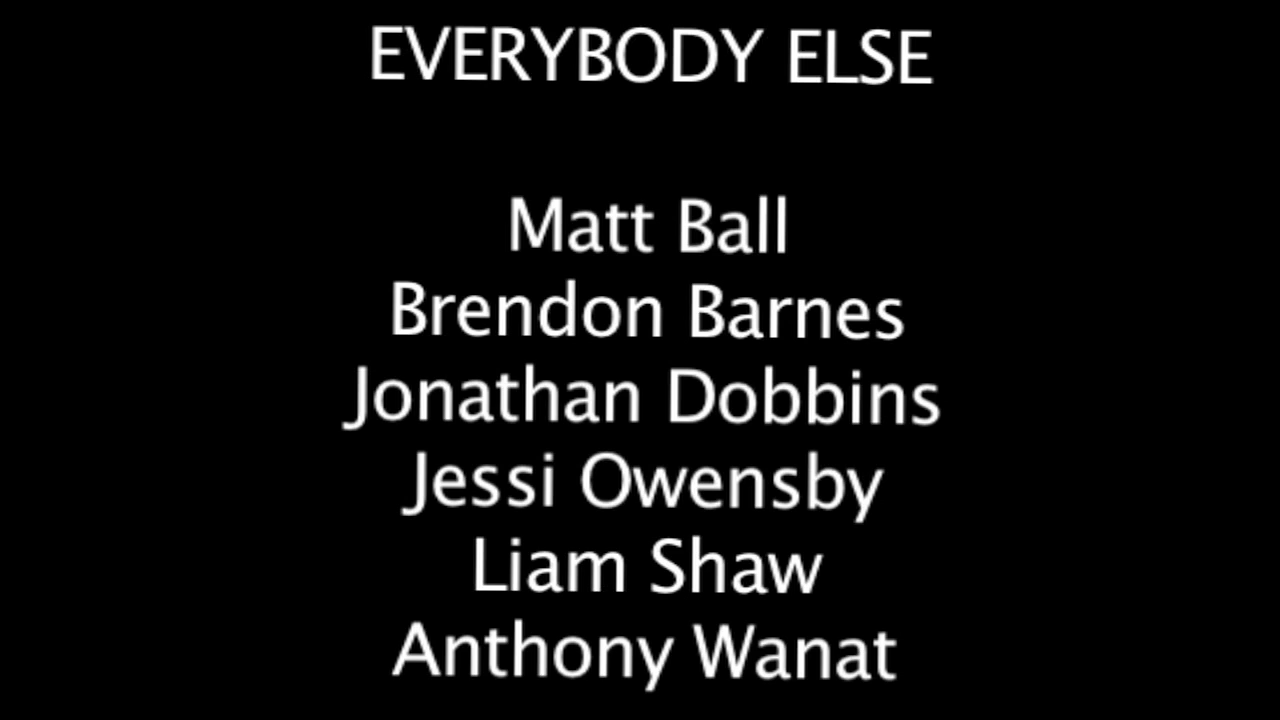 EVERYBODY ELSE
Matt Ball
Brendon Barnes
Jonathan Dobbins
Jessi Owensby
Liam Shaw
Anthony Wanat